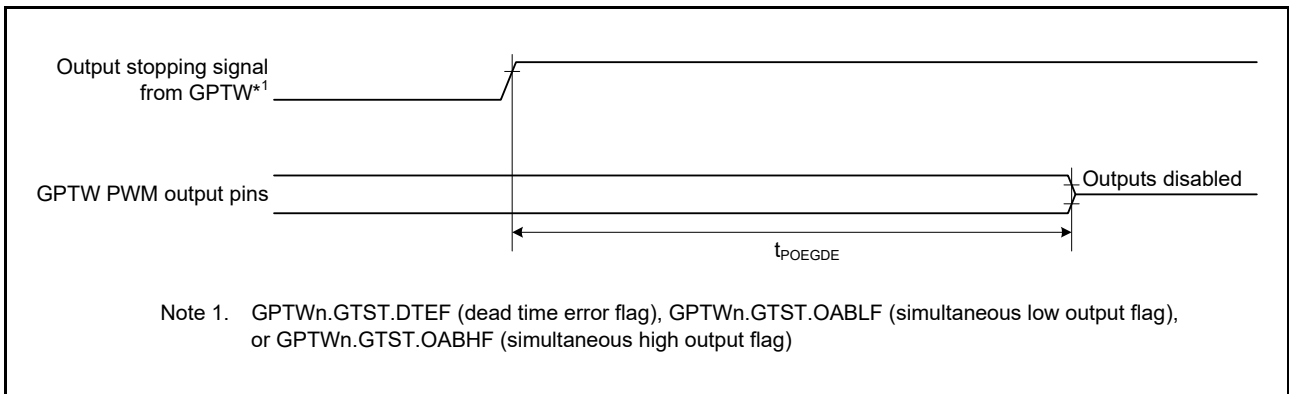 Output stopping signal
from GPTW*1
GPTW PWM output pins
Outputs disabled
tPOEGDE
Note 1. GPTWn.GTST.DTEF (dead time error flag), GPTWn.GTST.OABLF (simultaneous low output flag),
or GPTWn.GTST.OABHF (simultaneous high output flag)